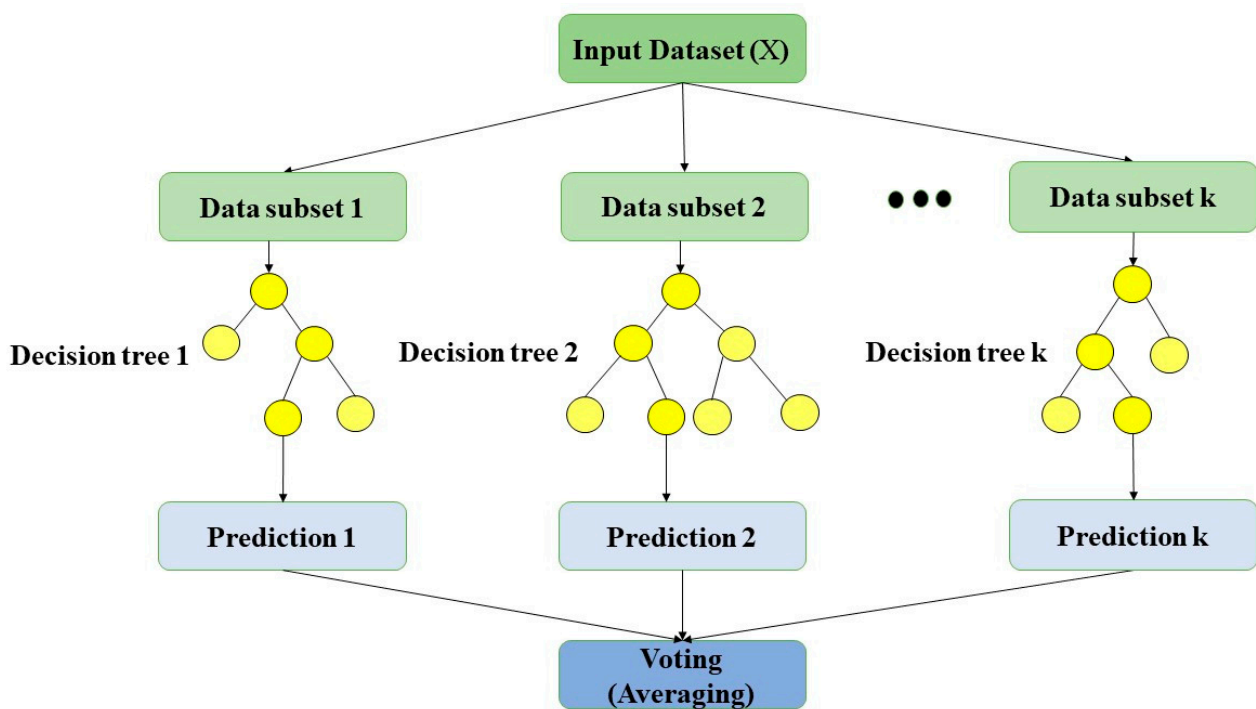 Input Dataset (X)
Data subset 1
Data subset 2
Data subset k
Decision tree 1
Decision tree 2
Decision tree k
Prediction 1
Prediction 2
Prediction k
Voting
(Averaging)